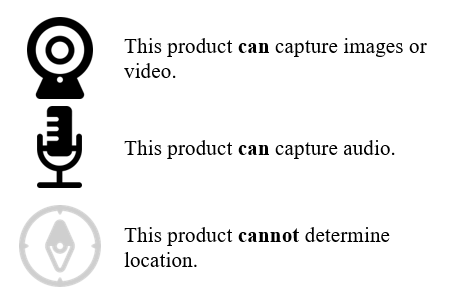 This product can capture images or
video.
This product can capture audio.
This product cannot determine
location.